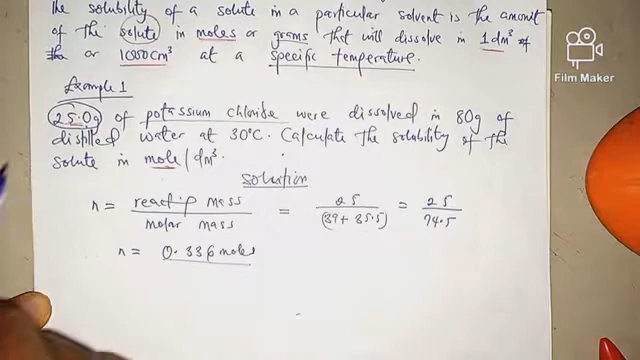 the solubility of a solute in a particular solvent is the amount
of the solute in moles or grams that will dissolve in 1dm³ of
or 1000cm³ at a specific temperature.
Example 1
25.0g of potassium chloride were dissolved in 80g of
distilled water at 30°C. Calculate the solubility of the
solute in mole/dm³.
Solution
n = reacting mass / molar mass = 25 / (39 + 35.5) = 25 / 74.5
n = 0.336 moles
Film Maker